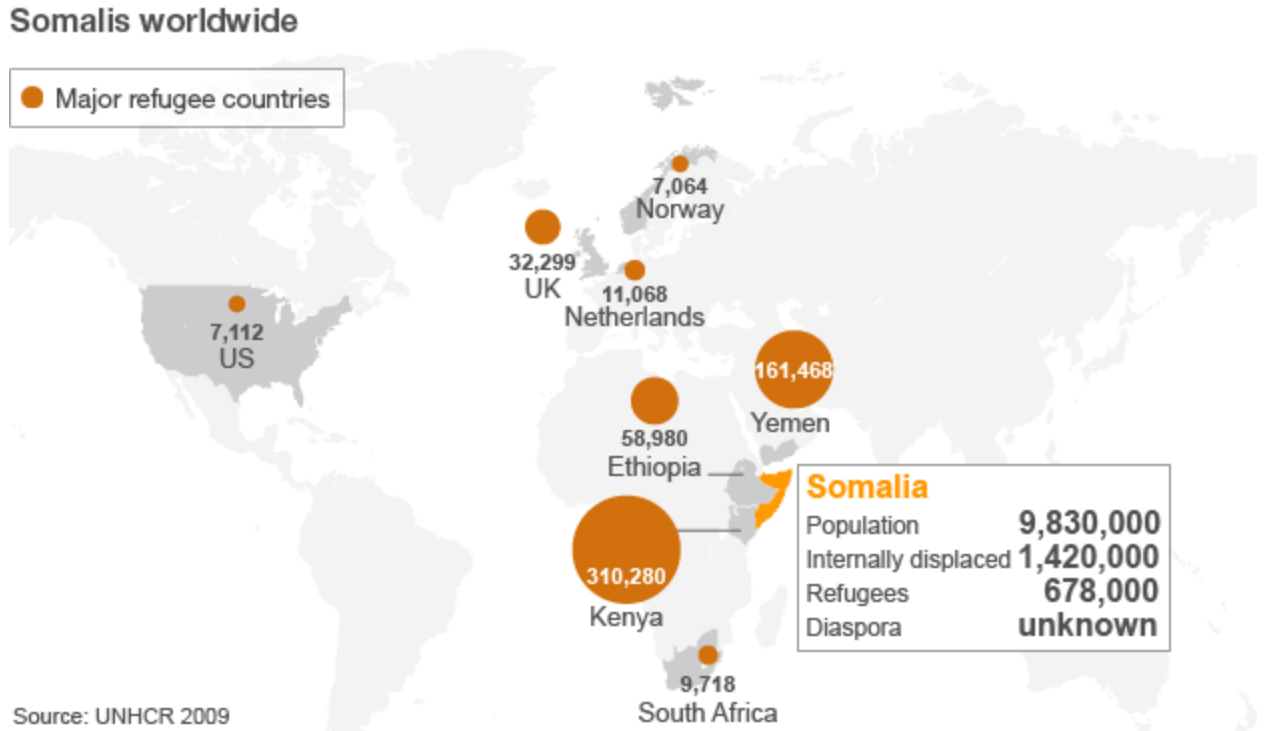 Somalis worldwide
Major refugee countries
7,064
Norway
32,299
UK
11,068
Netherlands
7,112
US
161,468
Yemen
58,980
Ethiopia
Somalia
Population 9,830,000
Internally displaced 1,420,000
Refugees 678,000
Diaspora unknown
310,280
Kenya
9,718
South Africa
Source: UNHCR 2009